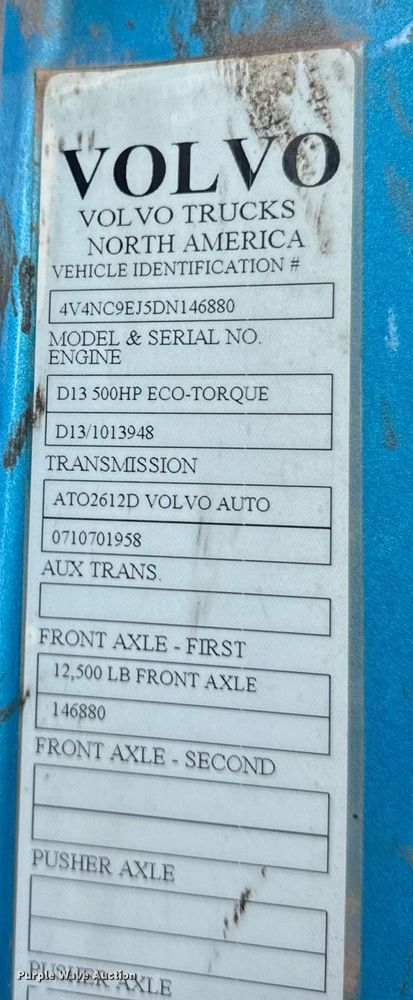 VOLVO
VOLVO TRUCKS
NORTH AMERICA
VEHICLE IDENTIFICATION #
4V4NC9EJ5DN146880
MODEL & SERIAL NO.
ENGINE
D13 500HP ECO-TORQUE
D13/1013948
TRANSMISSION
ATO2612D VOLVO AUTO
0710701958
AUX TRANS.
FRONT AXLE - FIRST
12,500 LB FRONT AXLE
146880
FRONT AXLE - SECOND
PUSHER AXLE
PUSHER AXLE
Purple Wave Auction